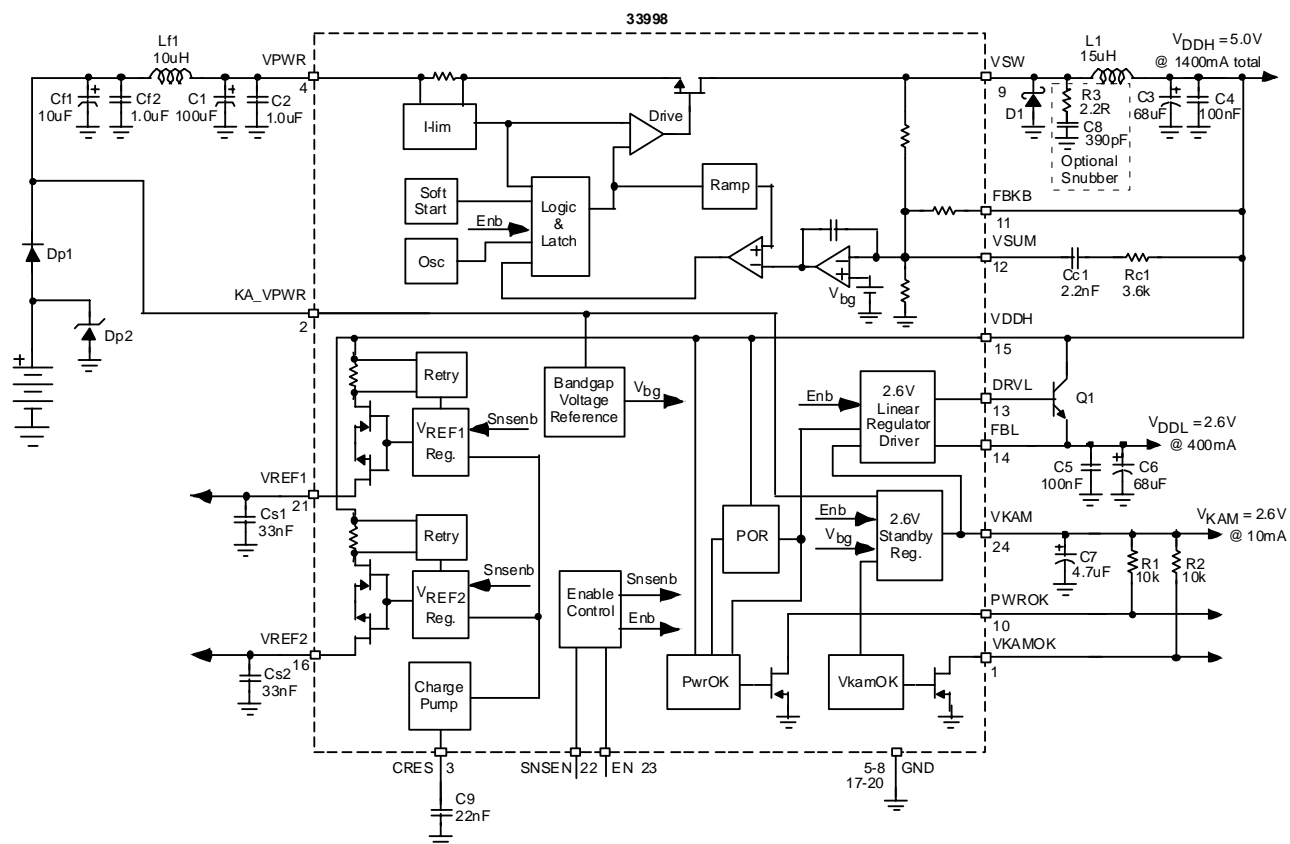 33998
Lf1
10uH
VPWR
4
Cf1
10uF
Cf2
1.0uF
C1
100uF
C2
1.0uF
+
+
I-lim
Drive
Soft
Start
Enb
Osc
Logic
&
Latch
Ramp
+
−
−
+
Vbg
VSW
9
D1
R3
2.2R
C8
390pF
Optional
Snubber
L1
15uH
VDDH = 5.0V
@ 1400mA total
C3
68uF
+
C4
100nF
FBKB
11
VSUM
12
Cc1
2.2nF
Rc1
3.6k
Dp1
Dp2
+
KA_VPWR
2
VDDH
15
Retry
VREF1
Reg.
Snsenb
Bandgap
Voltage
Reference
Vbg
Enb
2.6V
Linear
Regulator
Driver
DRVL
13
Q1
FBL
14
VDDL = 2.6V
@ 400mA
C5
100nF
+
C6
68uF
VREF1
21
Cs1
33nF
Retry
VREF2
Reg.
Snsenb
POR
Enb
Vbg
2.6V
Standby
Reg.
VKAM
24
VKAM = 2.6V
@ 10mA
+
C7
4.7uF
R1
10k
R2
10k
Enable
Control
Snsenb
Enb
PWROK
10
VREF2
16
Cs2
33nF
VKAMOK
1
Charge
Pump
PwrOK
VkamOK
CRES
3
SNSEN
22
EN
23
5-8
17-20
GND
C9
22nF